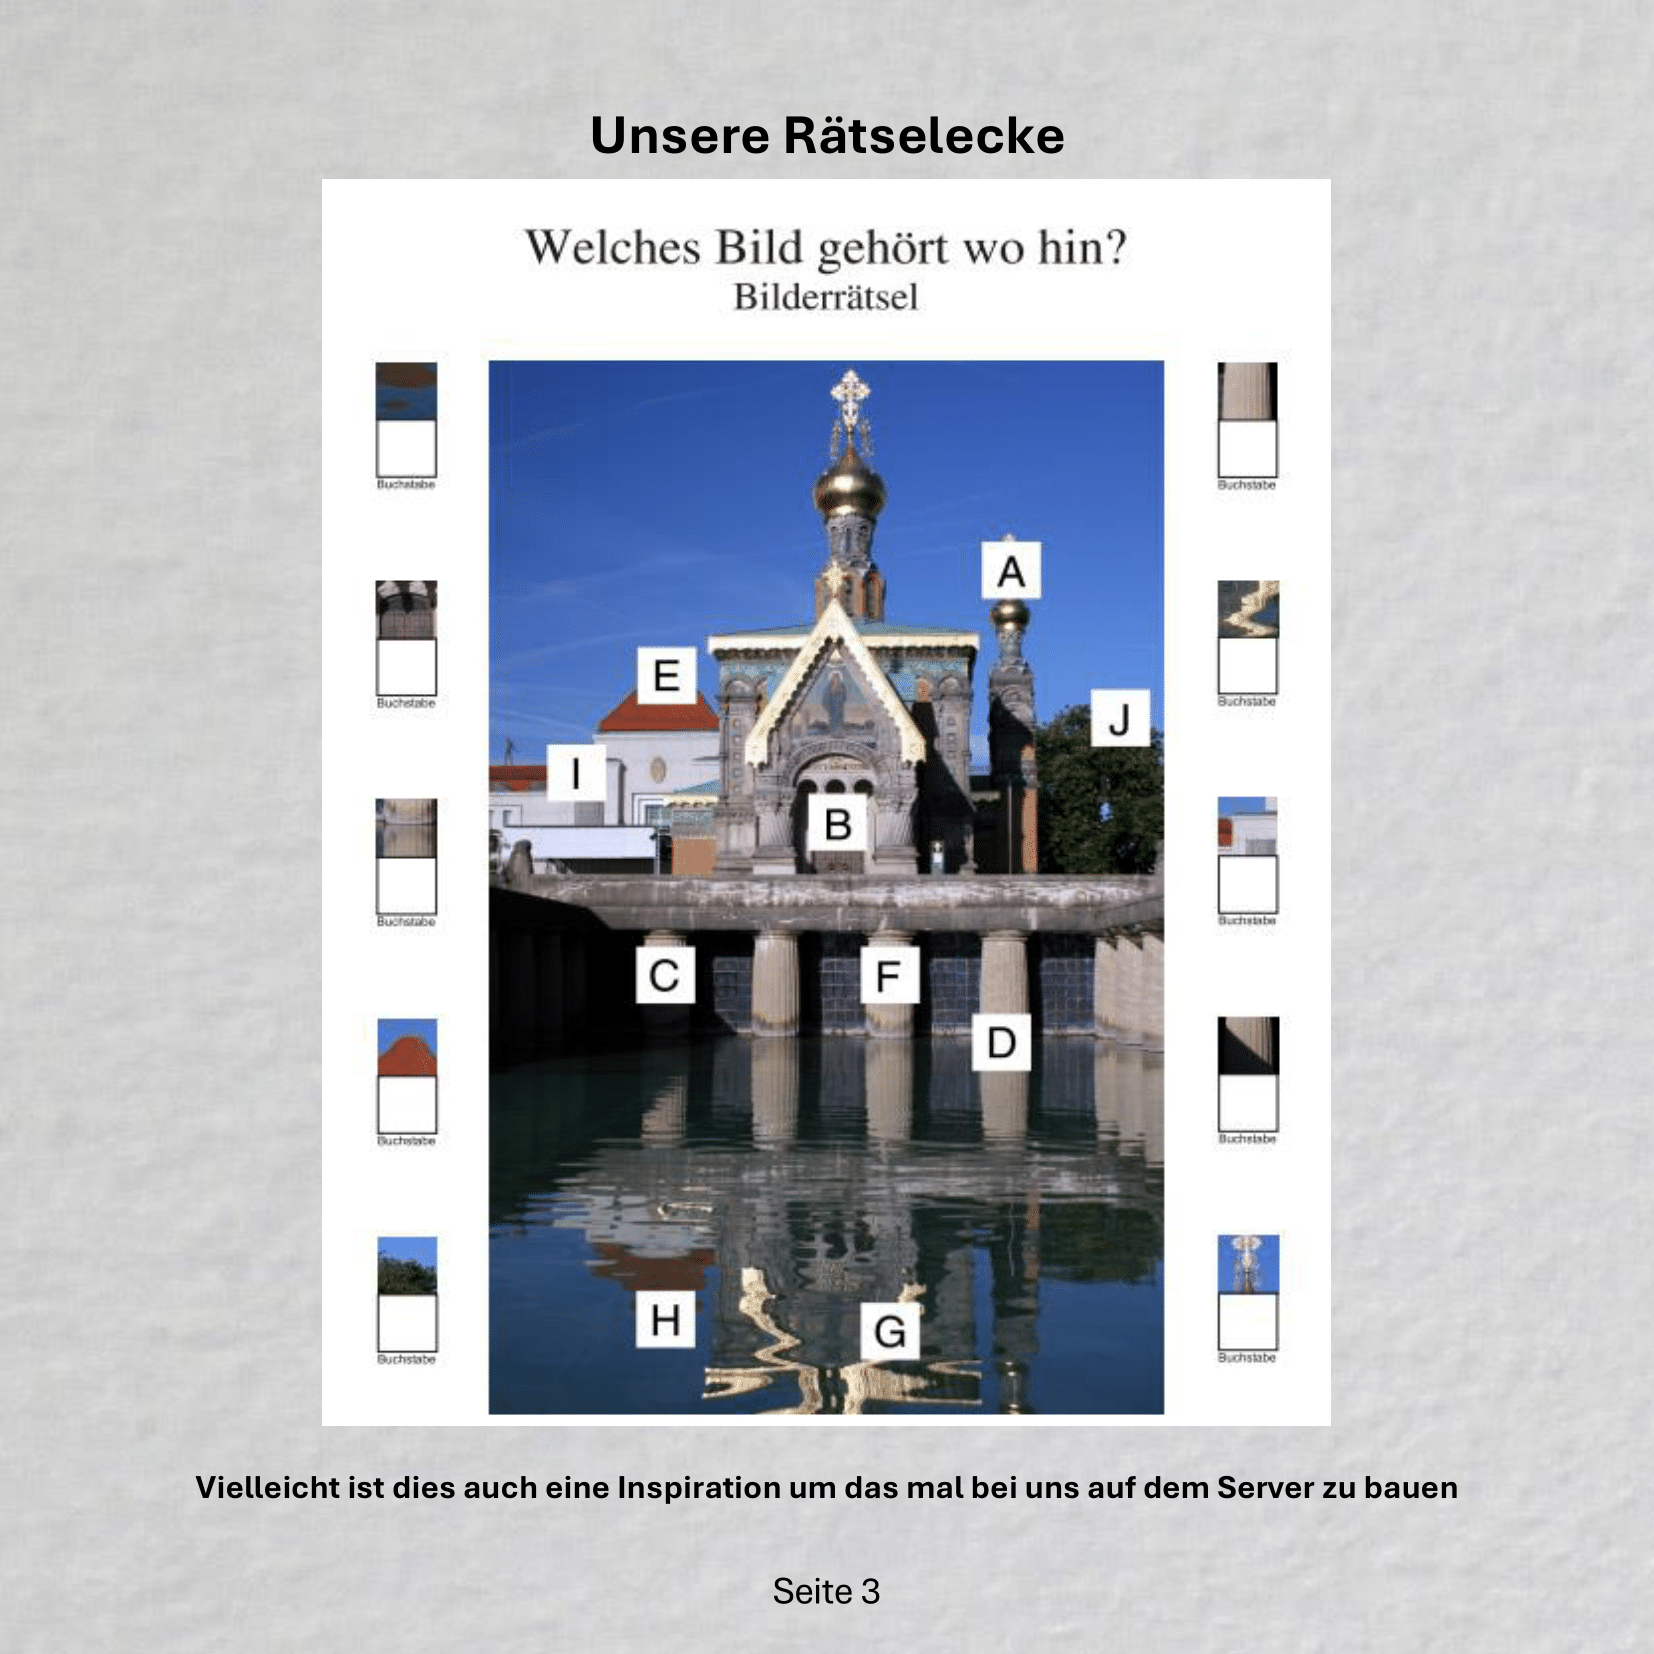 Unsere Rätselecke
Welches Bild gehört wo hin?
Bilderrätsel
Buchstabe
Buchstabe
A
E
J
Buchstabe
Buchstabe
I
B
Buchstabe
Buchstabe
C
F
D
Buchstabe
Buchstabe
H
G
Buchstabe
Buchstabe
Vielleicht ist dies auch eine Inspiration um das mal bei uns auf dem Server zu bauen
Seite 3